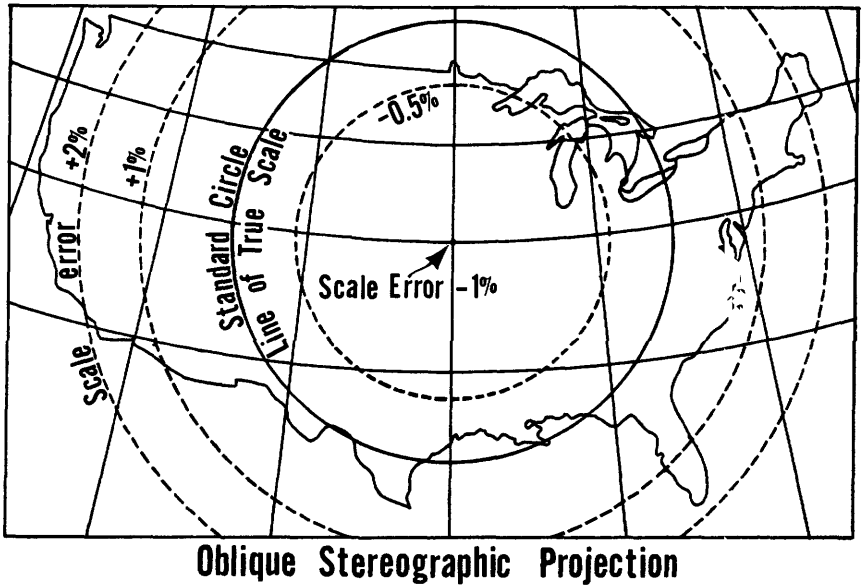 -0.5%
+2%
+1%
Standard Circle
Line of True Scale
Scale error
Scale Error -1%
Oblique Stereographic Projection